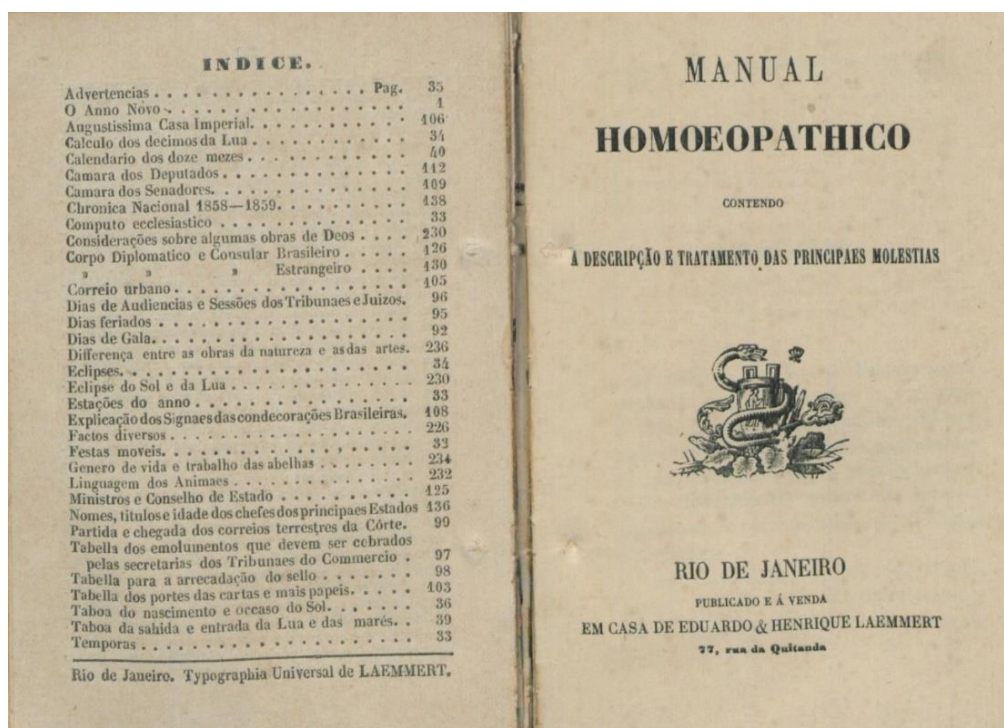 INDICE.
Advertencias . . . . . . . . . . . . . . . . Pag. 35
O Anno Novo . . . . . . . . . . . . . . . . 1
Augustissima Casa Imperial. . . . . . . . . . . 106
Calculo dos decimos da Lua . . . . . . . . . . 34
Calendario dos doze mezes . . . . . . . . . . . 40
Camara dos Deputados . . . . . . . . . . . . . 112
Camara dos Senadores. . . . . . . . . . . . . 109
Chronica Nacional 1858—1859. . . . . . . . . . 138
Computo ecclesiastico . . . . . . . . . . . . . 33
Considerações sobre algumas obras de Deos . . . . 230
Corpo Diplomatico e Consular Brasileiro . . . . . 126
» » » Estrangeiro . . . . 130
Correio urbano . . . . . . . . . . . . . . . . 105
Dias de Audiencias e Sessões dos Tribunaes e Juizos. 96
Dias feriados . . . . . . . . . . . . . . . . . 95
Dias de Gala. . . . . . . . . . . . . . . . . 92
Differença entre as obras da natureza e as das artes. 236
Eclipses. . . . . . . . . . . . . . . . . . . 34
Eclipse do Sol e da Lua . . . . . . . . . . . . 230
Estações do anno . . . . . . . . . . . . . . . 33
Explicação dos Signaes das condecorações Brasileiras. 108
Factos diversos . . . . . . . . . . . . . . . . 226
Festas moveis. . . . . . . . . . . . . . . . . 33
Genero de vida e trabalho das abelhas . . . . . . . 234
Linguagem dos Animaes . . . . . . . . . . . . . 232
Ministros e Conselho de Estado . . . . . . . . . 125
Nomes, titulos e idade dos chefes dos principaes Estados 136
Partida e chegada dos correios terrestres da Côrte. 99
Tabella dos emolumentos que devem ser cobrados
pelas secretarias dos Tribunaes do Commercio . 97
Tabella para a arrecadação do sello . . . . . . . 98
Tabella dos portes das cartas e mais papeis. . . . . 103
Taboa do nascimento e occaso do Sol. . . . . . . 36
Taboa da sahida e entrada da Lua e das marés. . 39
Temporas . . . . . . . . . . . . . . . . . . . 33
Rio de Janeiro. Typographia Universal de LAEMMERT.
MANUAL
HOMOEOPATHICO
CONTENDO
A DESCRIPÇÃO E TRATAMENTO DAS PRINCIPAES MOLESTIAS
RIO DE JANEIRO
PUBLICADO E Á VENDA
EM CASA DE EDUARDO & HENRIQUE LAEMMERT
77, rua da Quitanda